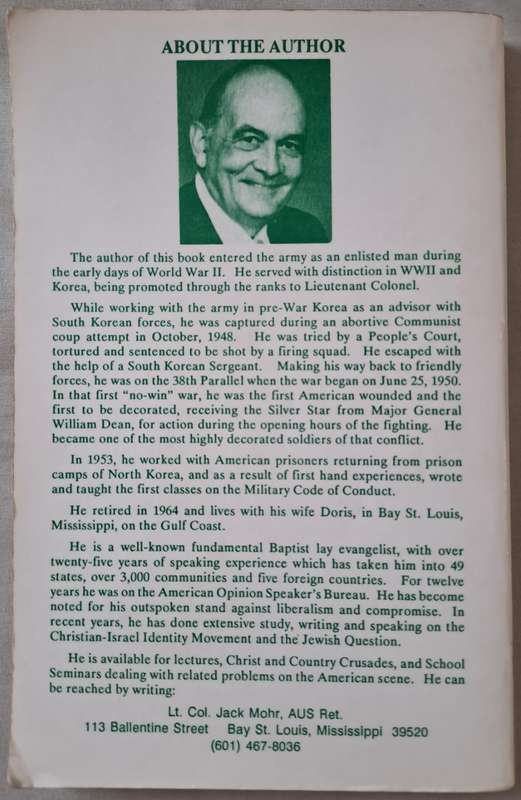 ABOUT THE AUTHOR
The author of this book entered the army as an enlisted man during
the early days of World War II. He served with distinction in WWII and
Korea, being promoted through the ranks to Lieutenant Colonel.
While working with the army in pre-War Korea as an advisor with
South Korean forces, he was captured during an abortive Communist
coup attempt in October, 1948. He was tried by a People's Court,
tortured and sentenced to be shot by a firing squad. He escaped with
the help of a South Korean Sergeant. Making his way back to friendly
forces, he was on the 38th Parallel when the war began on June 25, 1950.
In that first "no-win" war, he was the first American wounded and the
first to be decorated, receiving the Silver Star from Major General
William Dean, for action during the opening hours of the fighting. He
became one of the most highly decorated soldiers of that conflict.
In 1953, he worked with American prisoners returning from prison
camps of North Korea, and as a result of first hand experiences, wrote
and taught the first classes on the Military Code of Conduct.
He retired in 1964 and lives with his wife Doris, in Bay St. Louis,
Mississippi, on the Gulf Coast.
He is a well-known fundamental Baptist lay evangelist, with over
twenty-five years of speaking experience which has taken him into 49
states, over 3,000 communities and five foreign countries. For twelve
years he was on the American Opinion Speaker's Bureau. He has become
noted for his outspoken stand against liberalism and compromise. In
recent years, he has done extensive study, writing and speaking on the
Christian-Israel Identity Movement and the Jewish Question.
He is available for lectures, Christ and Country Crusades, and School
Seminars dealing with related problems on the American scene. He can
be reached by writing:
Lt. Col. Jack Mohr, AUS Ret.
113 Ballentine Street Bay St. Louis, Mississippi 39520
(601) 467-8036